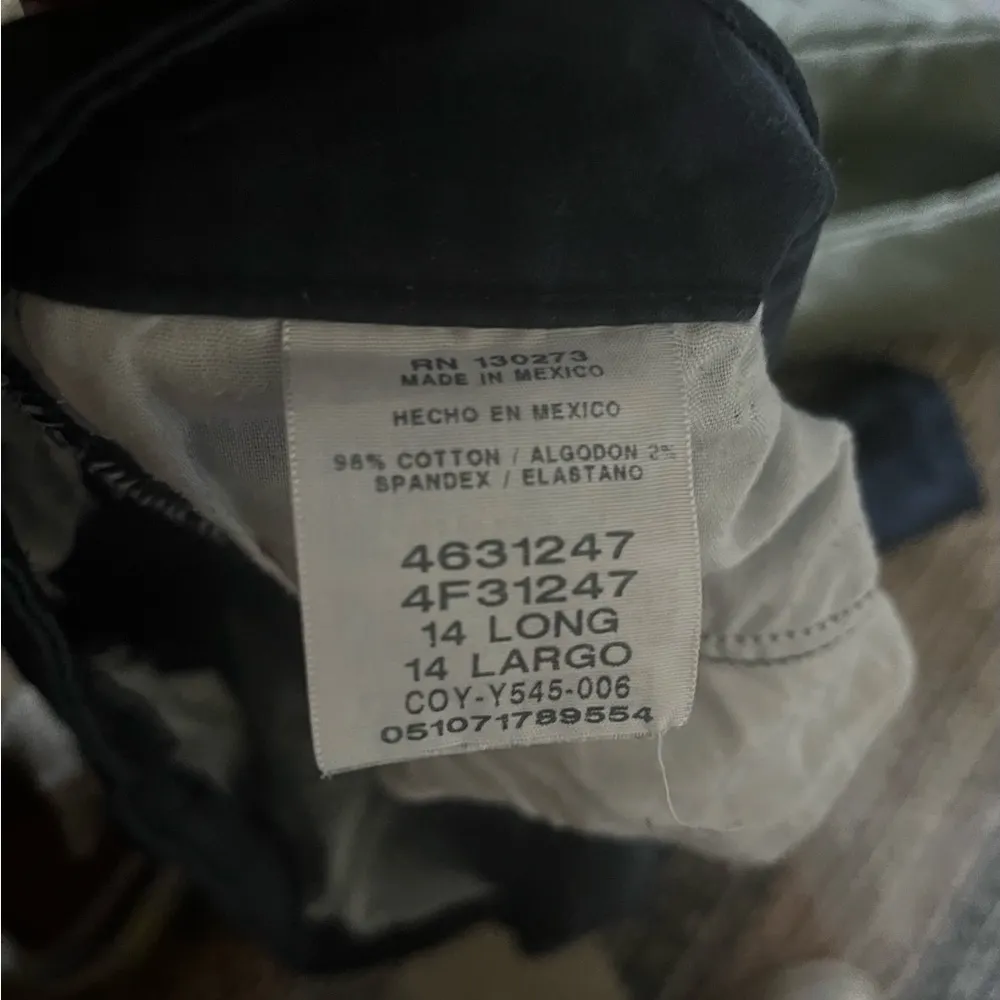 RN 130273
MADE IN MEXICO
HECHO EN MEXICO
98% COTTON / ALGODON 2%
SPANDEX / ELASTANO
4631247
4F31247
14 LONG
14 LARGO
COY-Y545-006
051071789554